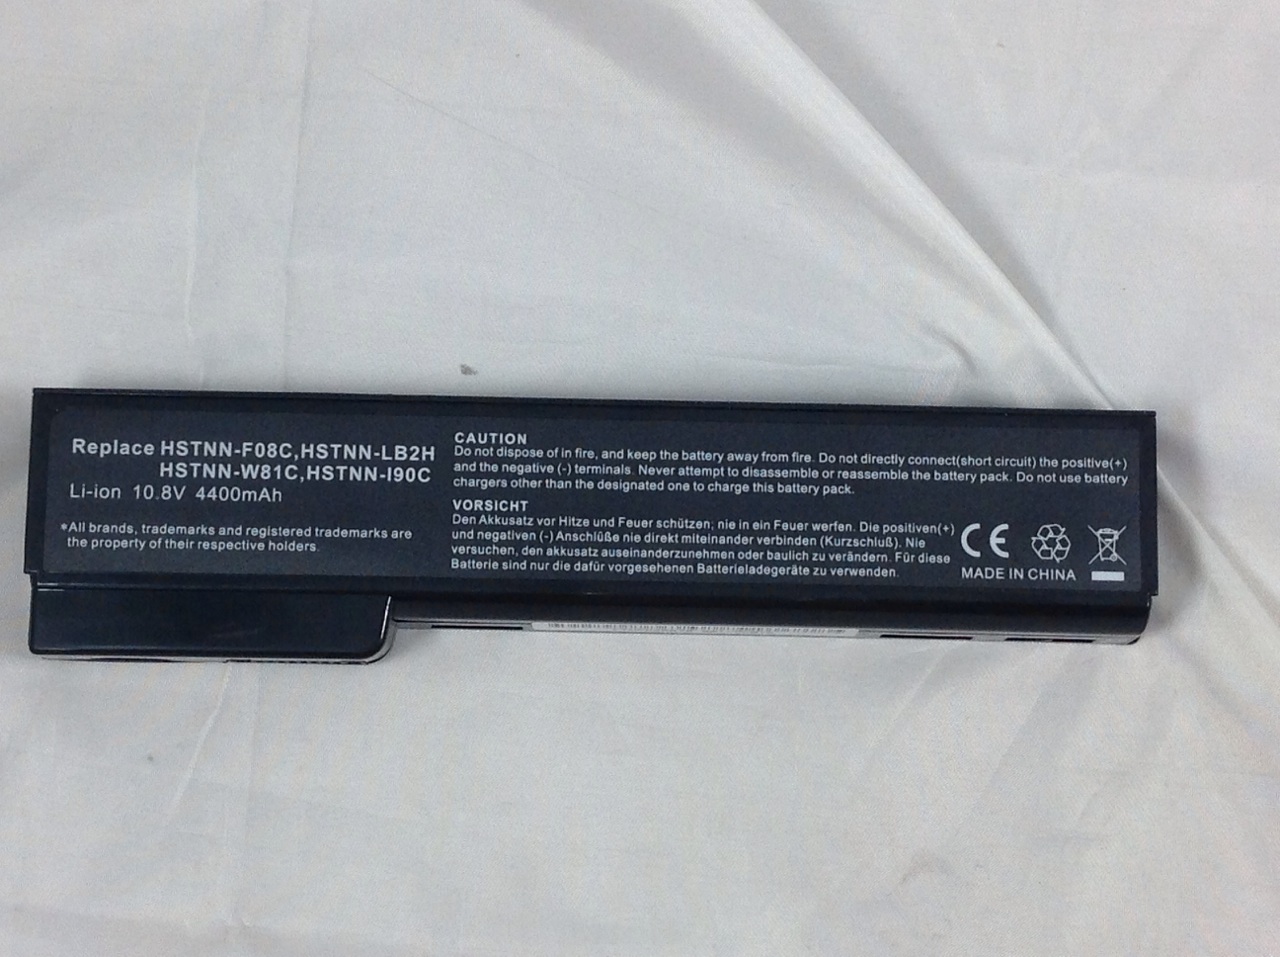 Replace HSTNN-F08C,HSTNN-LB2H
HSTNN-W81C,HSTNN-I90C
Li-ion 10.8V 4400mAh
*All brands, trademarks and registered trademarks are
the property of their respective holders.
CAUTION
Do not dispose of in fire, and keep the battery away from fire. Do not directly connect(short circuit) the positive(+)
and the negative (-) terminals. Never attempt to disassemble or reassemble the battery pack. Do not use battery
chargers other than the designated one to charge this battery pack.
VORSICHT
Den Akkusatz vor Hitze und Feuer schützen; nie in ein Feuer werfen. Die positiven(+)
und negativen (-) Anschlüße nie direkt miteinander verbinden (Kurzschluß). Nie
versuchen, den akkusatz auseinanderzunehmen oder baulich zu verändern. Für diese
Batterie sind nur die dafür vorgesehenen Batterieladegeräte zu verwenden.
CE
MADE IN CHINA